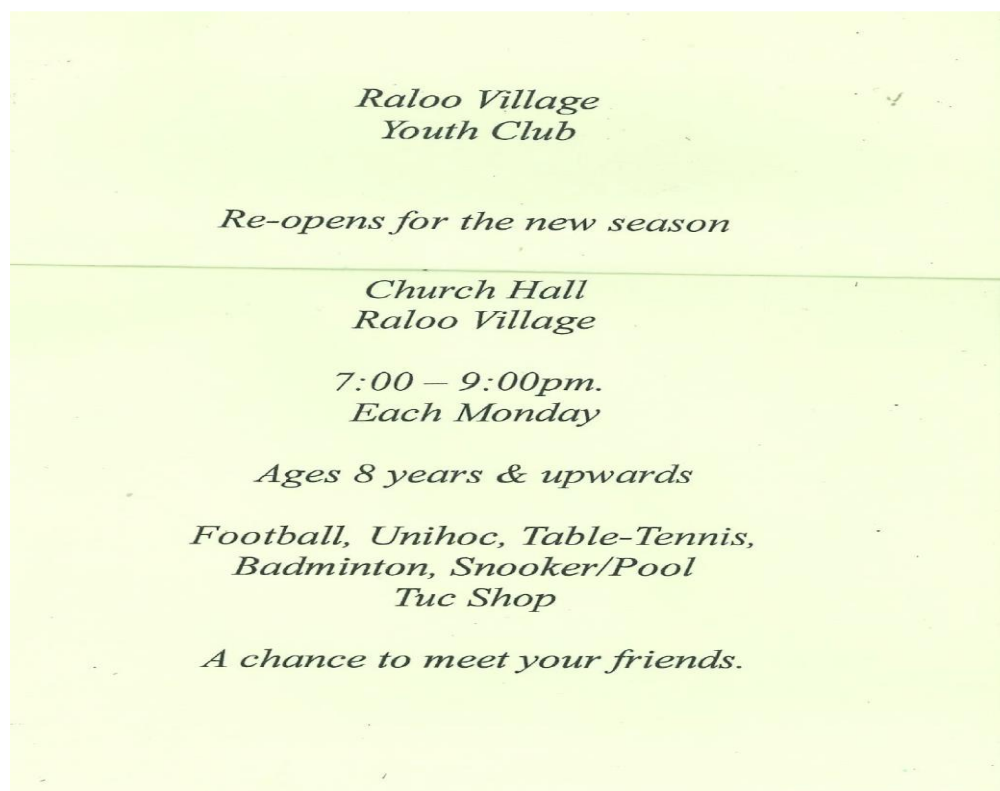 Raloo Village
Youth Club
Re-opens for the new season
Church Hall
Raloo Village
7:00 – 9:00pm.
Each Monday
Ages 8 years & upwards
Football, Unihoc, Table-Tennis,
Badminton, Snooker/Pool
Tuc Shop
A chance to meet your friends.